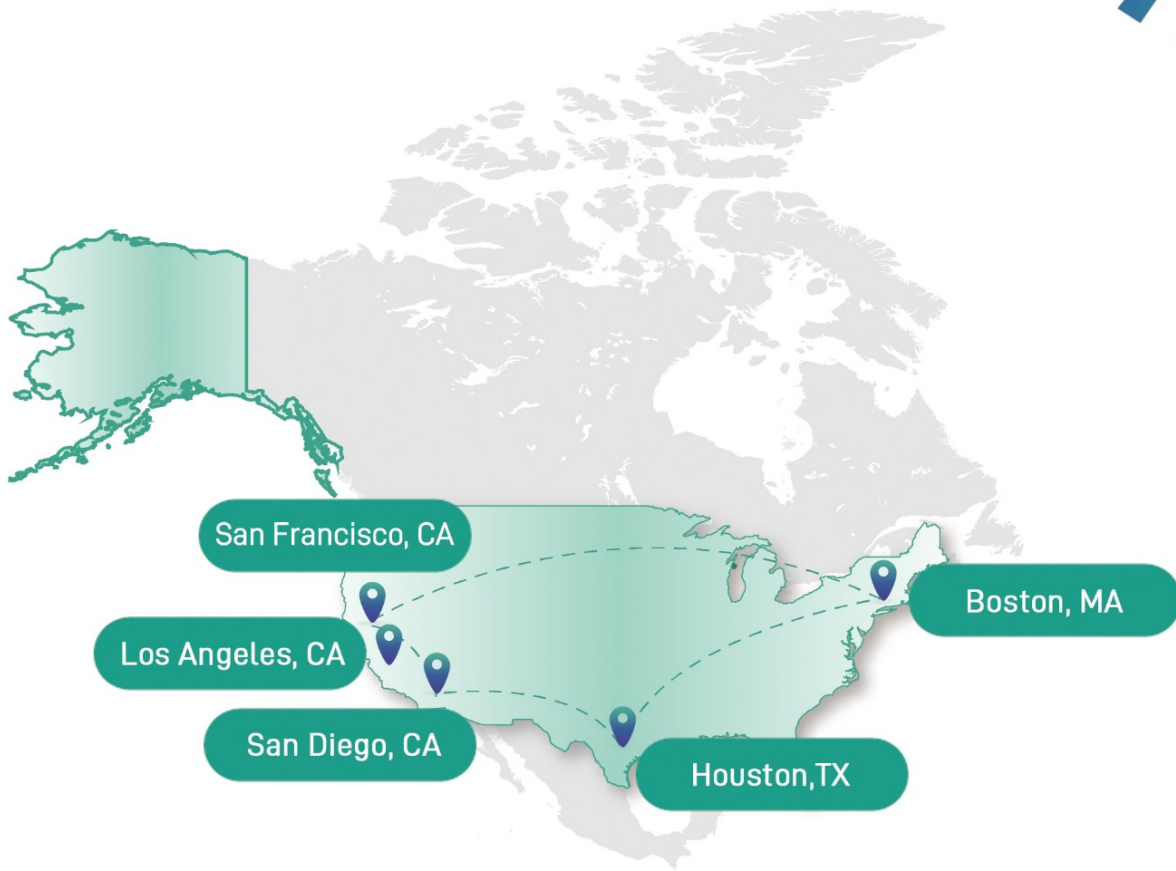 San Francisco, CA
Los Angeles, CA
San Diego, CA
Houston,TX
Boston, MA